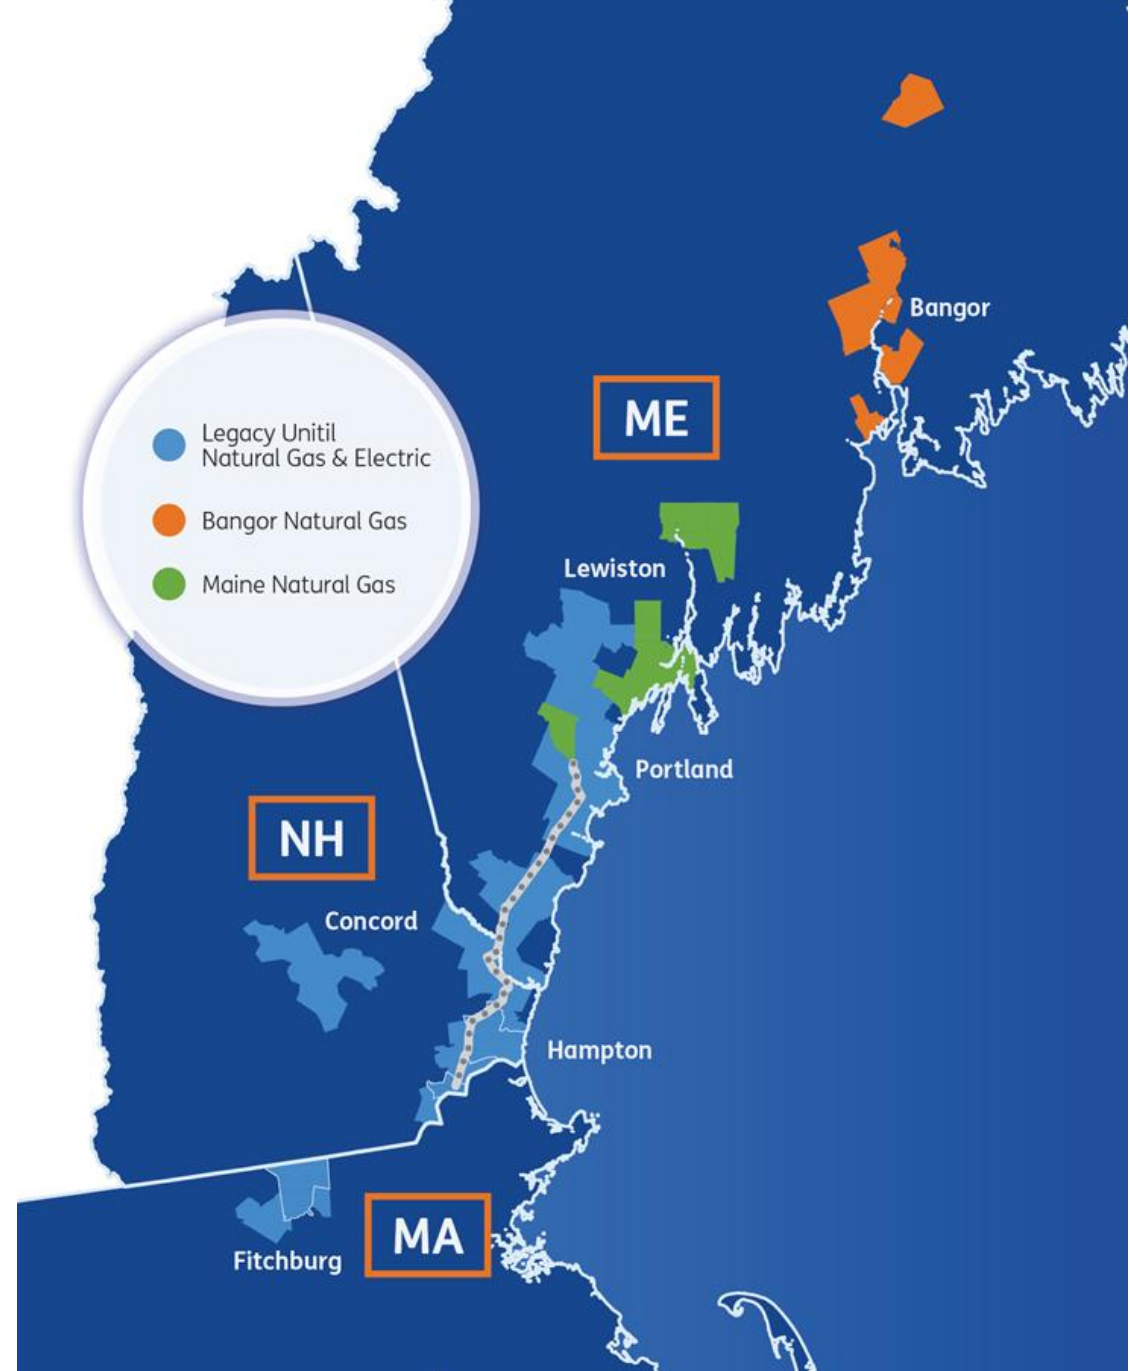 Bangor
ME
Legacy Unitil
Natural Gas & Electric
Bangor Natural Gas
Maine Natural Gas
Lewiston
Portland
NH
Concord
Hampton
MA
Fitchburg